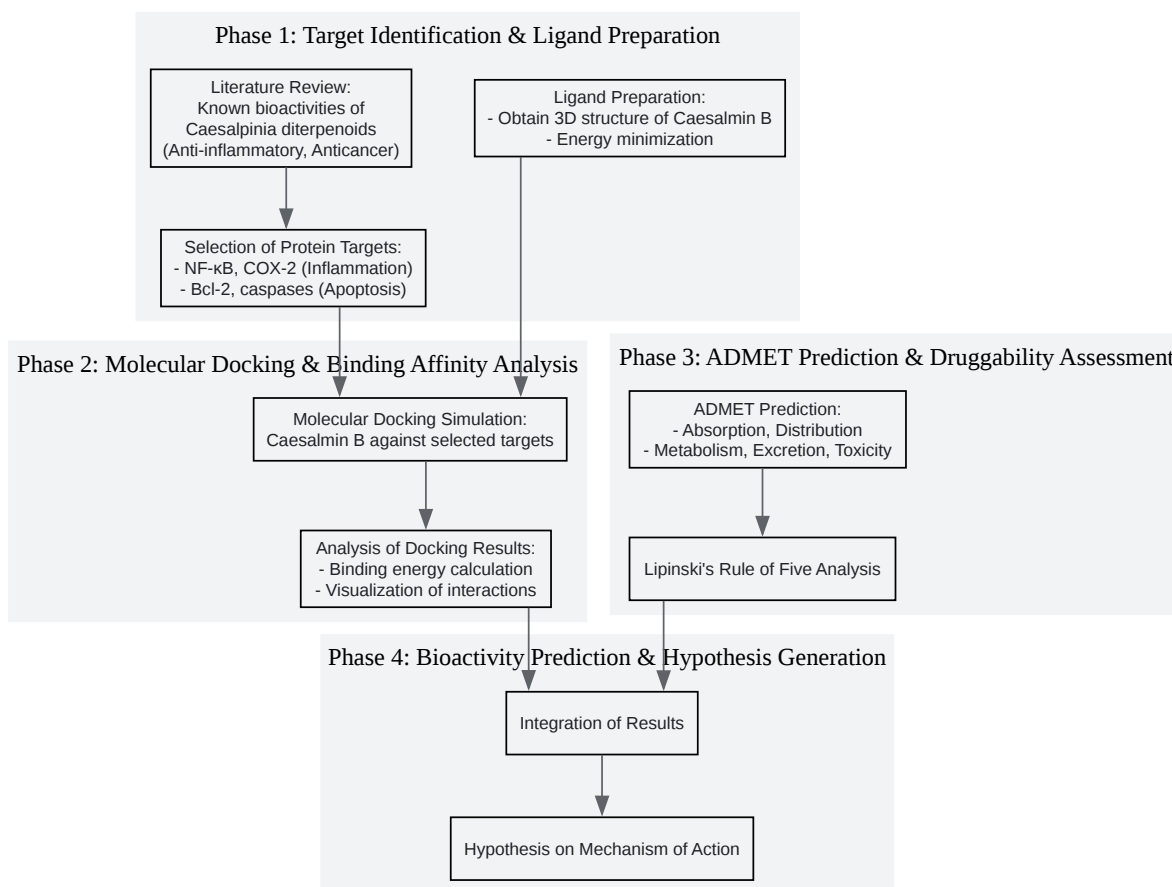 Phase 1: Target Identification & Ligand Preparation
Literature Review:
Known bioactivities of
Caesalpinia diterpenoids
(Anti-inflammatory, Anticancer)
Ligand Preparation:
- Obtain 3D structure of Caesalmin B
- Energy minimization
Selection of Protein Targets:
- NF-κB, COX-2 (Inflammation)
- Bcl-2, caspases (Apoptosis)
Phase 2: Molecular Docking & Binding Affinity Analysis
Molecular Docking Simulation:
Caesalmin B against selected targets
Analysis of Docking Results:
- Binding energy calculation
- Visualization of interactions
Phase 3: ADMET Prediction & Druggability Assessment
ADMET Prediction:
- Absorption, Distribution
- Metabolism, Excretion, Toxicity
Lipinski's Rule of Five Analysis
Phase 4: Bioactivity Prediction & Hypothesis Generation
Integration of Results
Hypothesis on Mechanism of Action